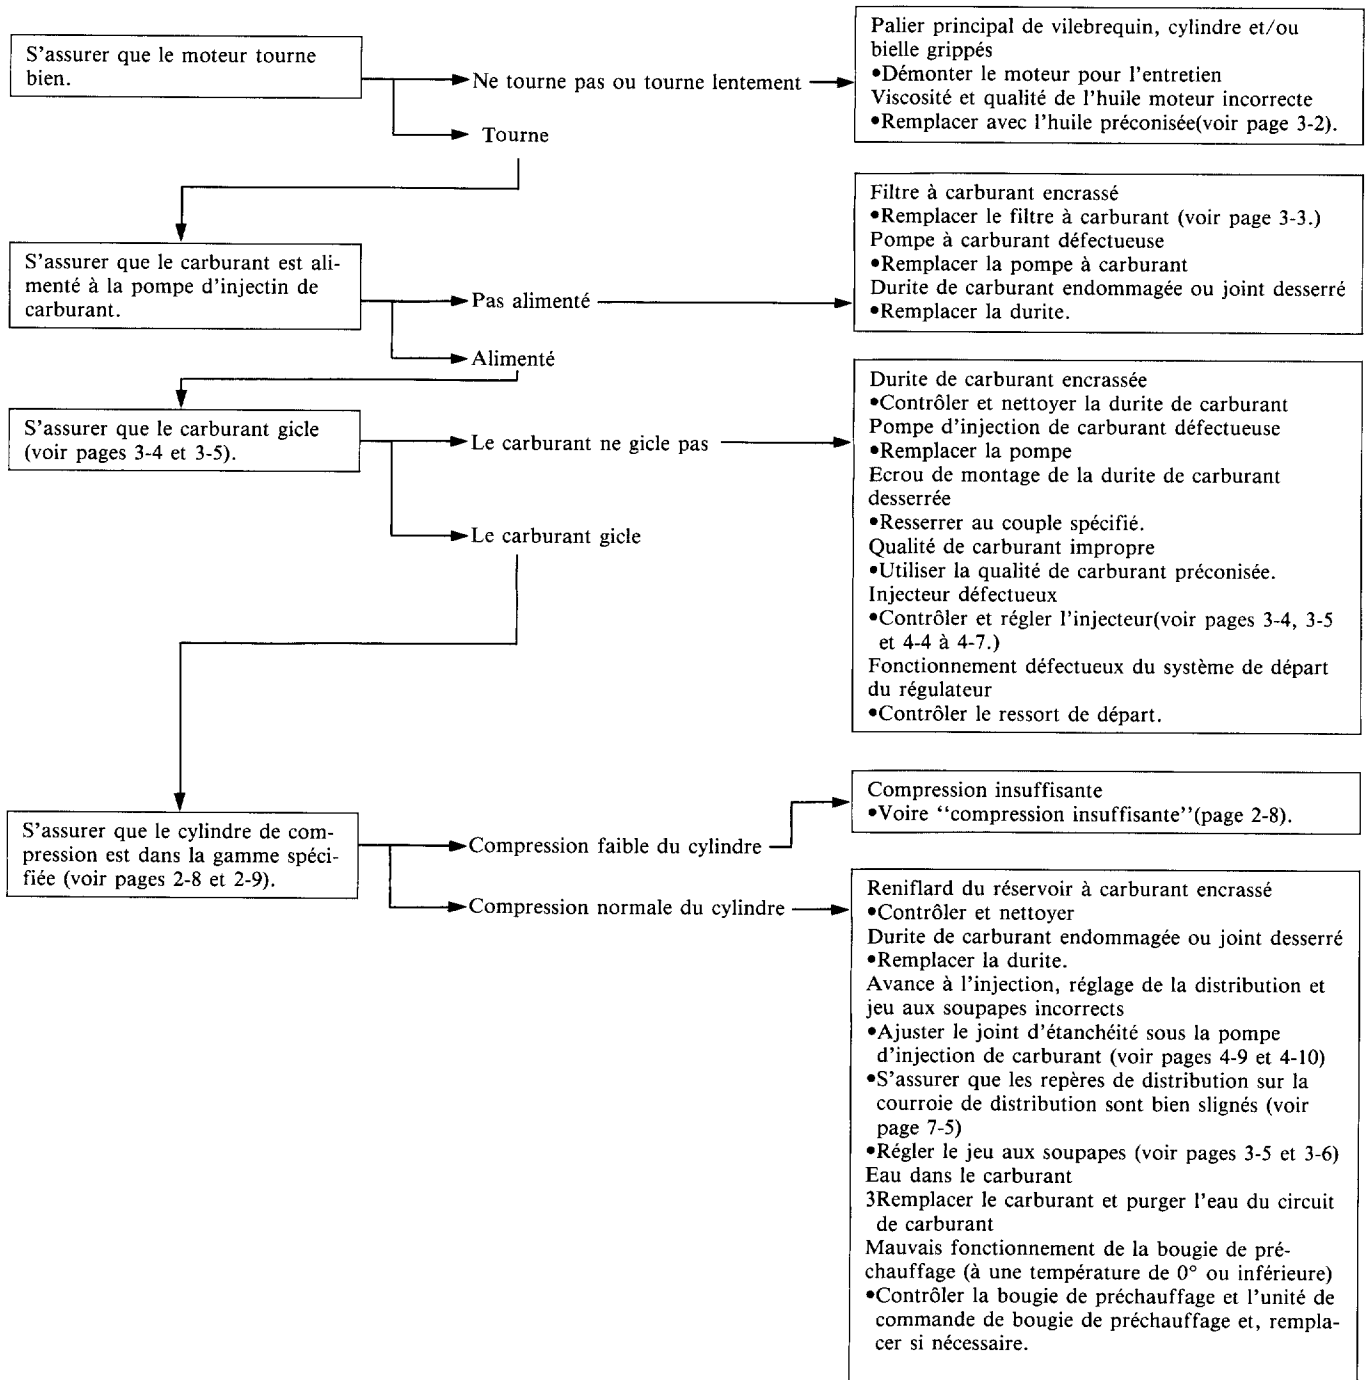 S'assurer que le moteur tourne
bien.
Ne tourne pas ou tourne lentement
Tourne
Palier principal de vilebrequin, cylindre et/ou
bielle grippés
•Démonter le moteur pour l'entretien
Viscosité et qualité de l'huile moteur incorrecte
•Remplacer avec l'huile préconisée(voir page 3-2).
S'assurer que le carburant est ali-
menté à la pompe d'injectin de
carburant.
Pas alimenté
Alimenté
Filtre à carburant encrassé
•Remplacer le filtre à carburant (voir page 3-3.)
Pompe à carburant défectueuse
•Remplacer la pompe à carburant
Durite de carburant endommagée ou joint desserré
•Remplacer la durite.
S'assurer que le carburant gicle
(voir pages 3-4 et 3-5).
Le carburant ne gicle pas
Le carburant gicle
Durite de carburant encrassée
•Contrôler et nettoyer la durite de carburant
Pompe d'injection de carburant défectueuse
•Remplacer la pompe
Ecrou de montage de la durite de carburant
desserrée
•Resserrer au couple spécifié.
Qualité de carburant impropre
•Utiliser la qualité de carburant préconisée.
Injecteur défectueux
•Contrôler et régler l'injecteur(voir pages 3-4, 3-5
et 4-4 à 4-7.)
Fonctionnement défectueux du système de départ
du régulateur
•Contrôler le ressort de départ.
S'assurer que le cylindre de com-
pression est dans la gamme spéci-
fiée (voir pages 2-8 et 2-9).
Compression faible du cylindre
Compression normale du cylindre
Compression insuffisante
•Voire ‘‘compression insuffisante’’(page 2-8).
Reniflard du réservoir à carburant encrassé
•Contrôler et nettoyer
Durite de carburant endommagée ou joint desserré
•Remplacer la durite.
Avance à l'injection, réglage de la distribution et
jeu aux soupapes incorrects
•Ajuster le joint d'étanchéité sous la pompe
d'injection de carburant (voir pages 4-9 et 4-10)
•S'assurer que les repères de distribution sur la
courroie de distribution sont bien slignés (voir
page 7-5)
•Régler le jeu aux soupapes (voir pages 3-5 et 3-6)
Eau dans le carburant
3Remplacer le carburant et purger l'eau du circuit
de carburant
Mauvais fonctionnement de la bougie de pré-
chauffage (à une température de 0° ou inférieure)
•Contrôler la bougie de préchauffage et l'unité de
commande de bougie de préchauffage et, rempla-
cer si nécessaire.